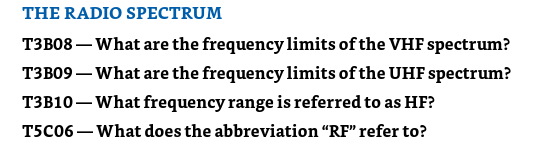 THE RADIO SPECTRUM
T3B08 — What are the frequency limits of the VHF spectrum?
T3B09 — What are the frequency limits of the UHF spectrum?
T3B10 — What frequency range is referred to as HF?
T5C06 — What does the abbreviation “RF” refer to?